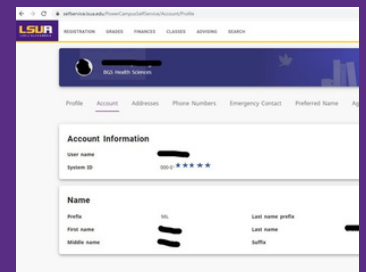 selfservice.lsua.edu/PowerCampusSelfService/Account/Profile
LSUA
REGISTRATION GRADES FINANCES CLASSES ADVISING SEARCH
BGS Health Sciences
Profile Account Addresses Phone Numbers Emergency Contact Preferred Name
Account Information
User name
System ID 000-0 *****
Name
Prefix Ms. Last name prefix
First name Last name
Middle name Suffix